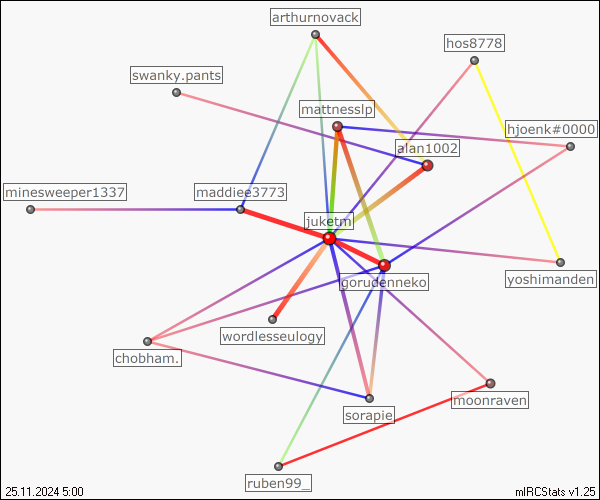 arthurnovack
hos8778
swanky.pants
mattnesslp
hjoenk#0000
alan1002
minesweeper1337
maddiee3773
juketm
gorudenneko
yoshimanden
wordlesseulogy
chobham.
moonraven
sorapie
ruben99_
25.11.2024 5:00
mIRCStats v1.25